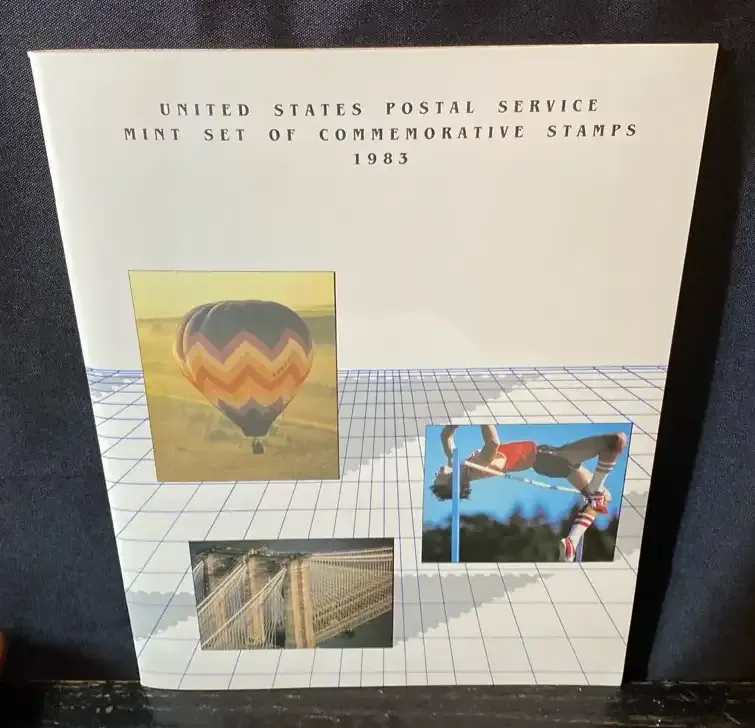 UNITED STATES POSTAL SERVICE
MINT SET OF COMMEMORATIVE STAMPS
1983